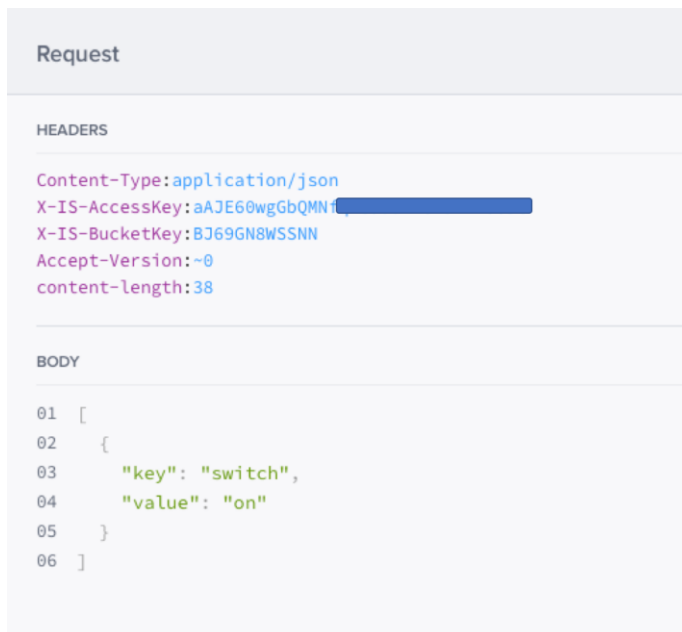 Request
HEADERS
Content-Type:application/json
X-IS-AccessKey:aAJE60wgGbQMNf
X-IS-BucketKey:BJ69GN8WSSNN
Accept-Version:~0
content-length:38
BODY
01 [
02 {
03 "key": "switch",
04 "value": "on"
05 }
06 ]